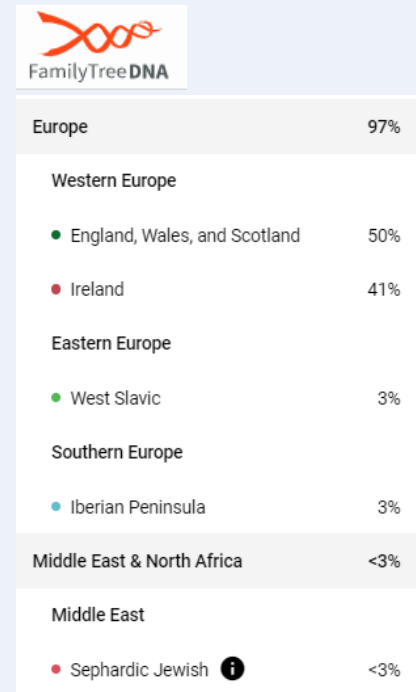 FamilyTreeDNA
Europe 97%
Western Europe
England, Wales, and Scotland 50%
Ireland 41%
Eastern Europe
West Slavic 3%
Southern Europe
Iberian Peninsula 3%
Middle East & North Africa <3%
Middle East
Sephardic Jewish i <3%